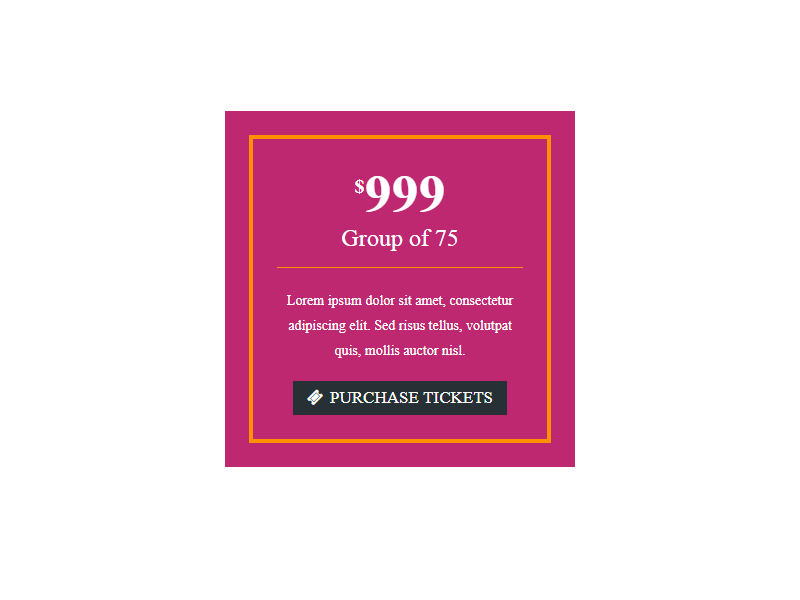 $999
Group of 75
Lorem ipsum dolor sit amet, consectetur
adipiscing elit. Sed risus tellus, volutpat
quis, mollis auctor nisl.
PURCHASE TICKETS